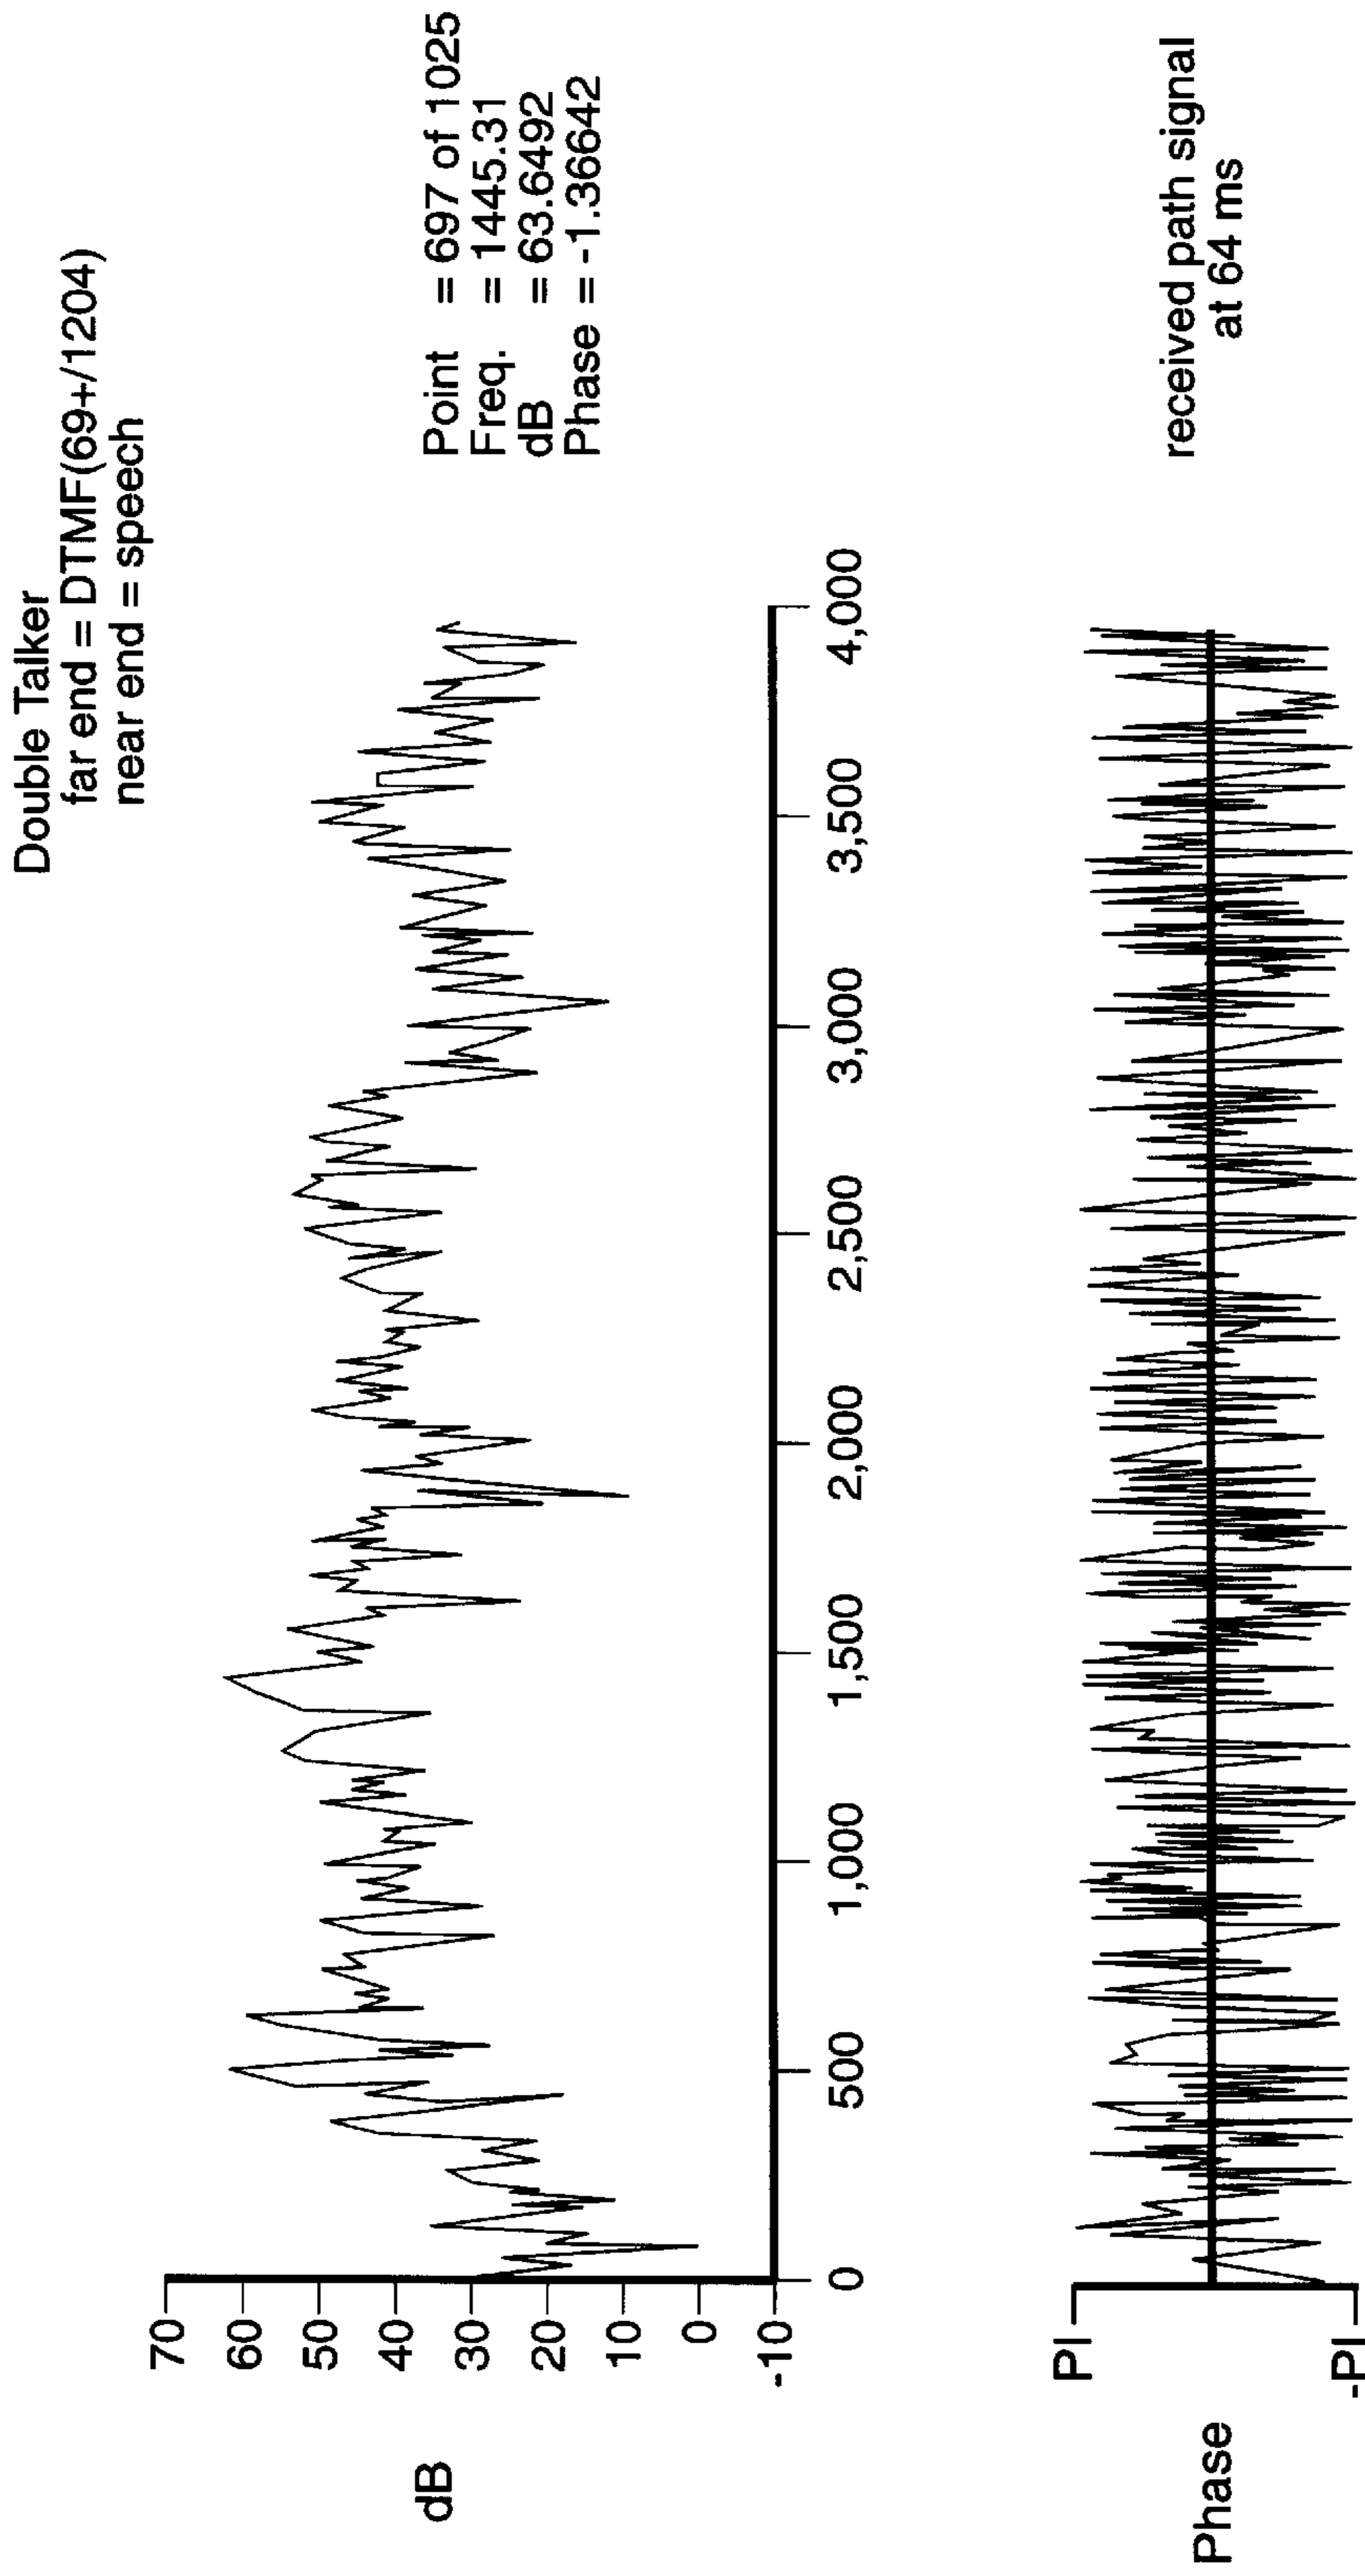 Double Talker
far end = DTMF(69+/1204)
near end = speech
Point = 697 of 1025
Freq. = 1445.31
dB = 63.6492
Phase = -1.36642
dB
70
60
50
40
30
20
10
0
-10
0
500
1,000
1,500
2,000
2,500
3,000
3,500
4,000
received path signal
at 64 ms
Phase
PI
-PI